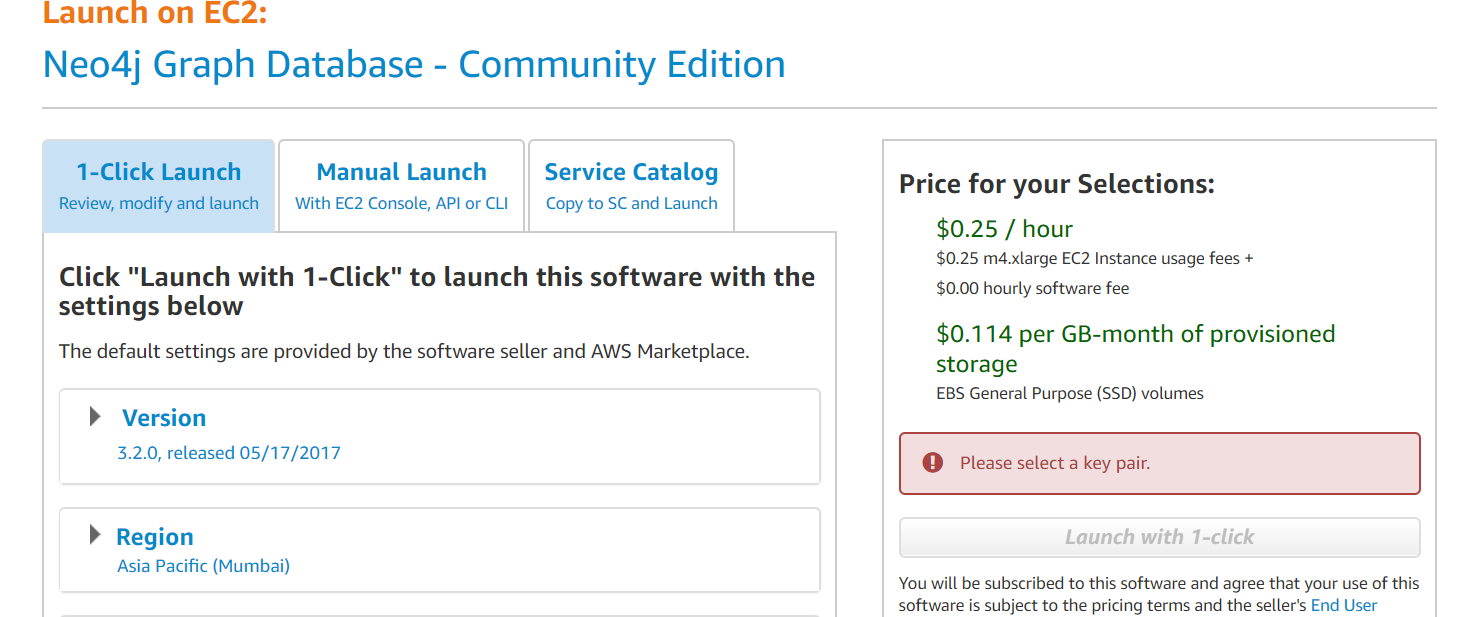 Launch on EC2:
Neo4j Graph Database - Community Edition
1-Click Launch
Review, modify and launch
Manual Launch
With EC2 Console, API or CLI
Service Catalog
Copy to SC and Launch
Click "Launch with 1-Click" to launch this software with the
settings below
The default settings are provided by the software seller and AWS Marketplace.
Version
3.2.0, released 05/17/2017
Region
Asia Pacific (Mumbai)
Price for your Selections:
$0.25 / hour
$0.25 m4.xlarge EC2 Instance usage fees +
$0.00 hourly software fee
$0.114 per GB-month of provisioned
storage
EBS General Purpose (SSD) volumes
Please select a key pair.
Launch with 1-click
You will be subscribed to this software and agree that your use of this
software is subject to the pricing terms and the seller's End User